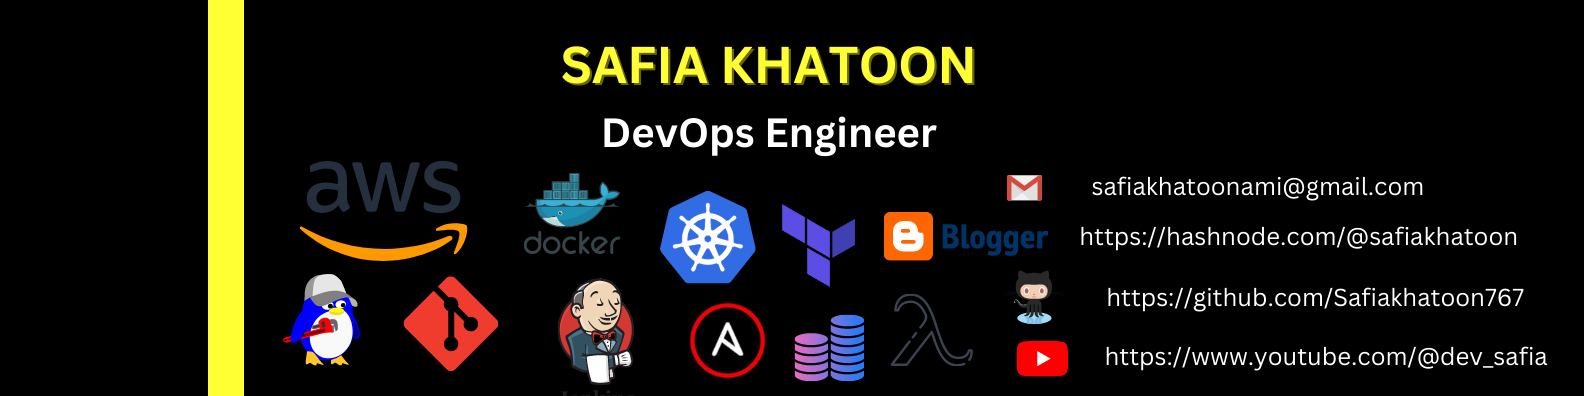 SAFIA KHATOON
DevOps Engineer
aws
docker
Blogger
safiakhatoonami@gmail.com
https://hashnode.com/@safiakhatoon
https://github.com/Safiakhatoon767
https://www.youtube.com/@dev_safia